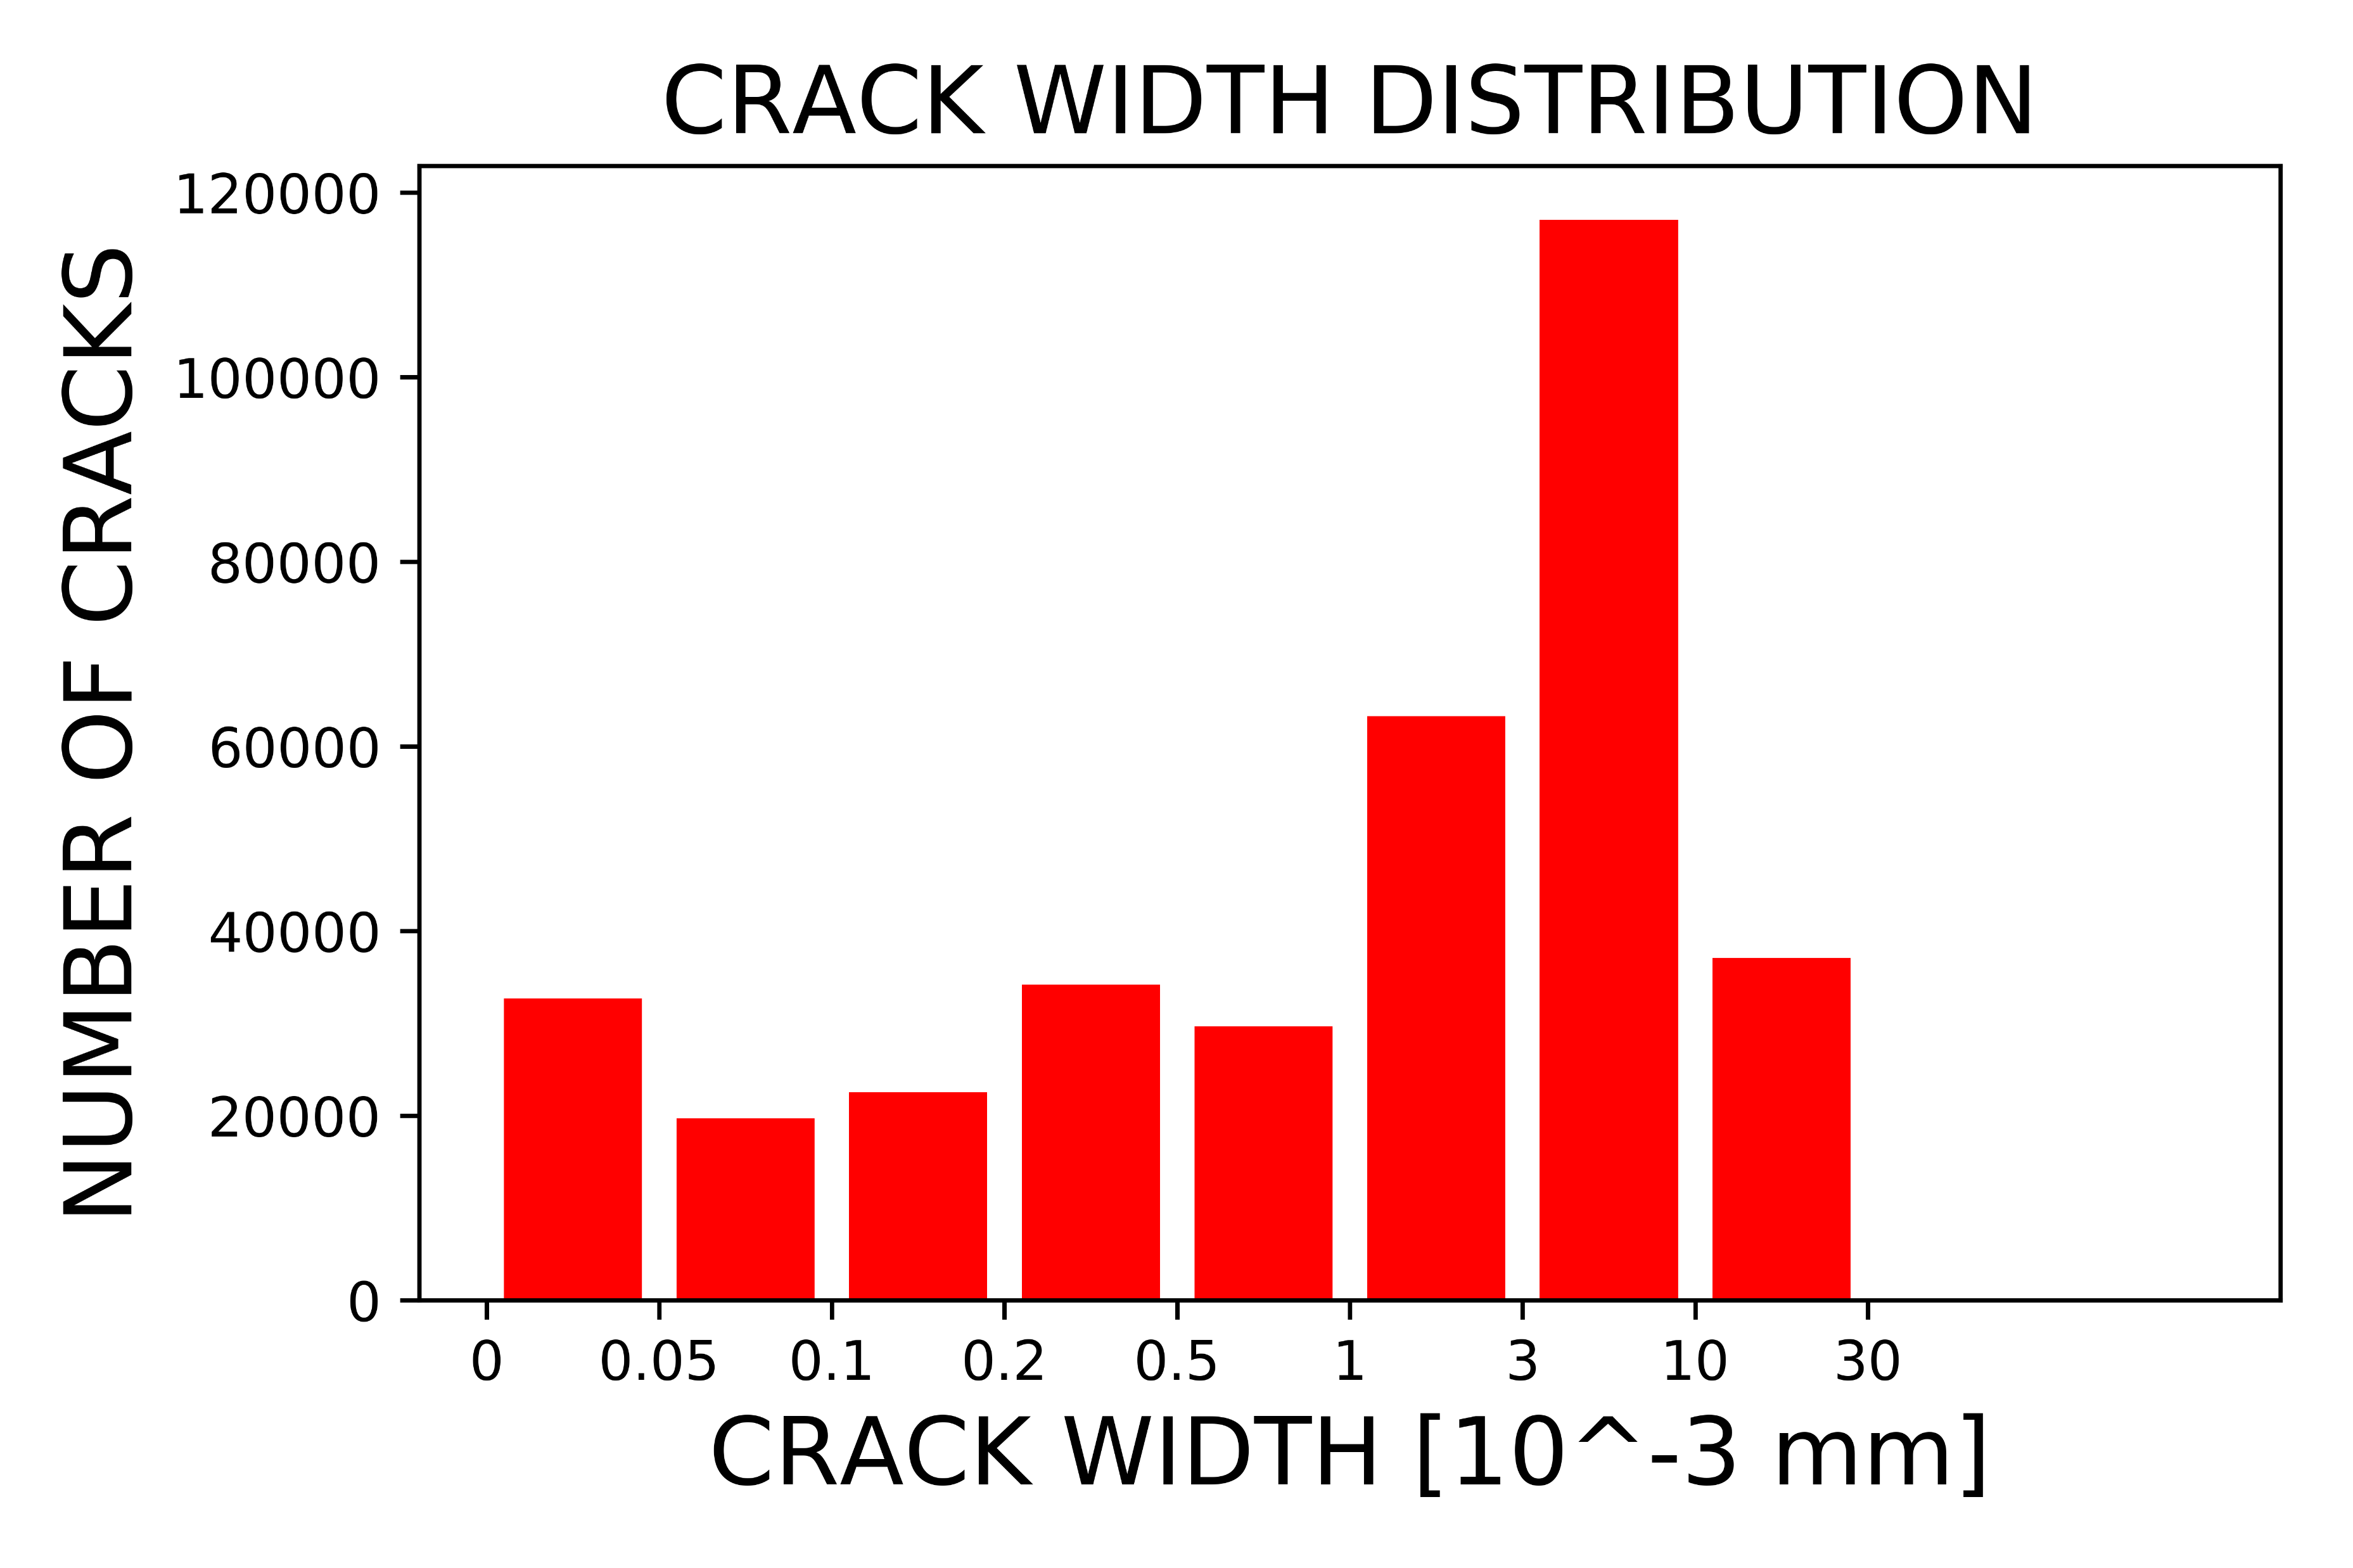 CRACK WIDTH DISTRIBUTION
NUMBER OF CRACKS
120000
100000
80000
60000
40000
20000
0
0 0.05 0.1 0.2 0.5 1 3 10 30
CRACK WIDTH [10^-3 mm]